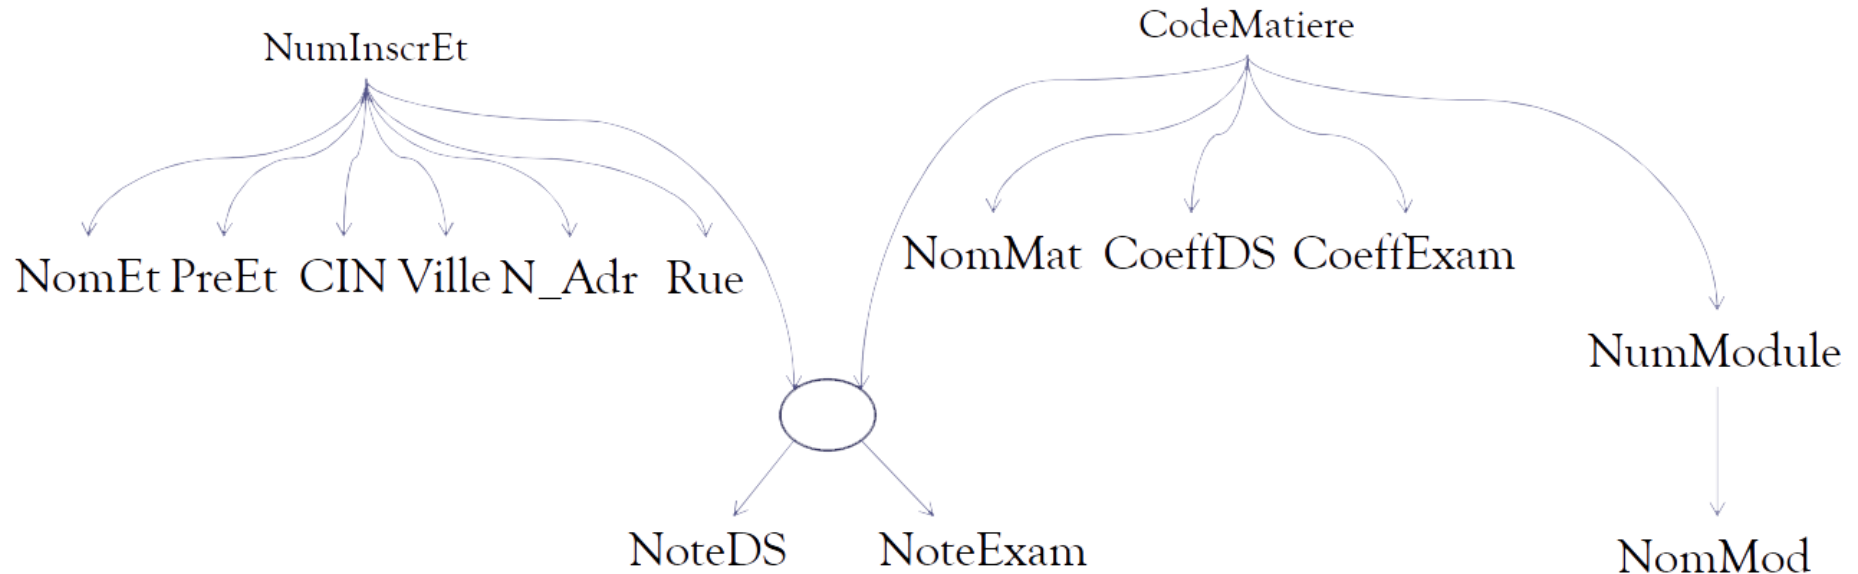 NumInscrEt
CodeMatiere
NomEt PreEt CIN Ville N_Adr Rue
NomMat CoeffDS CoeffExam
NumModule
NoteDS NoteExam
NomMod